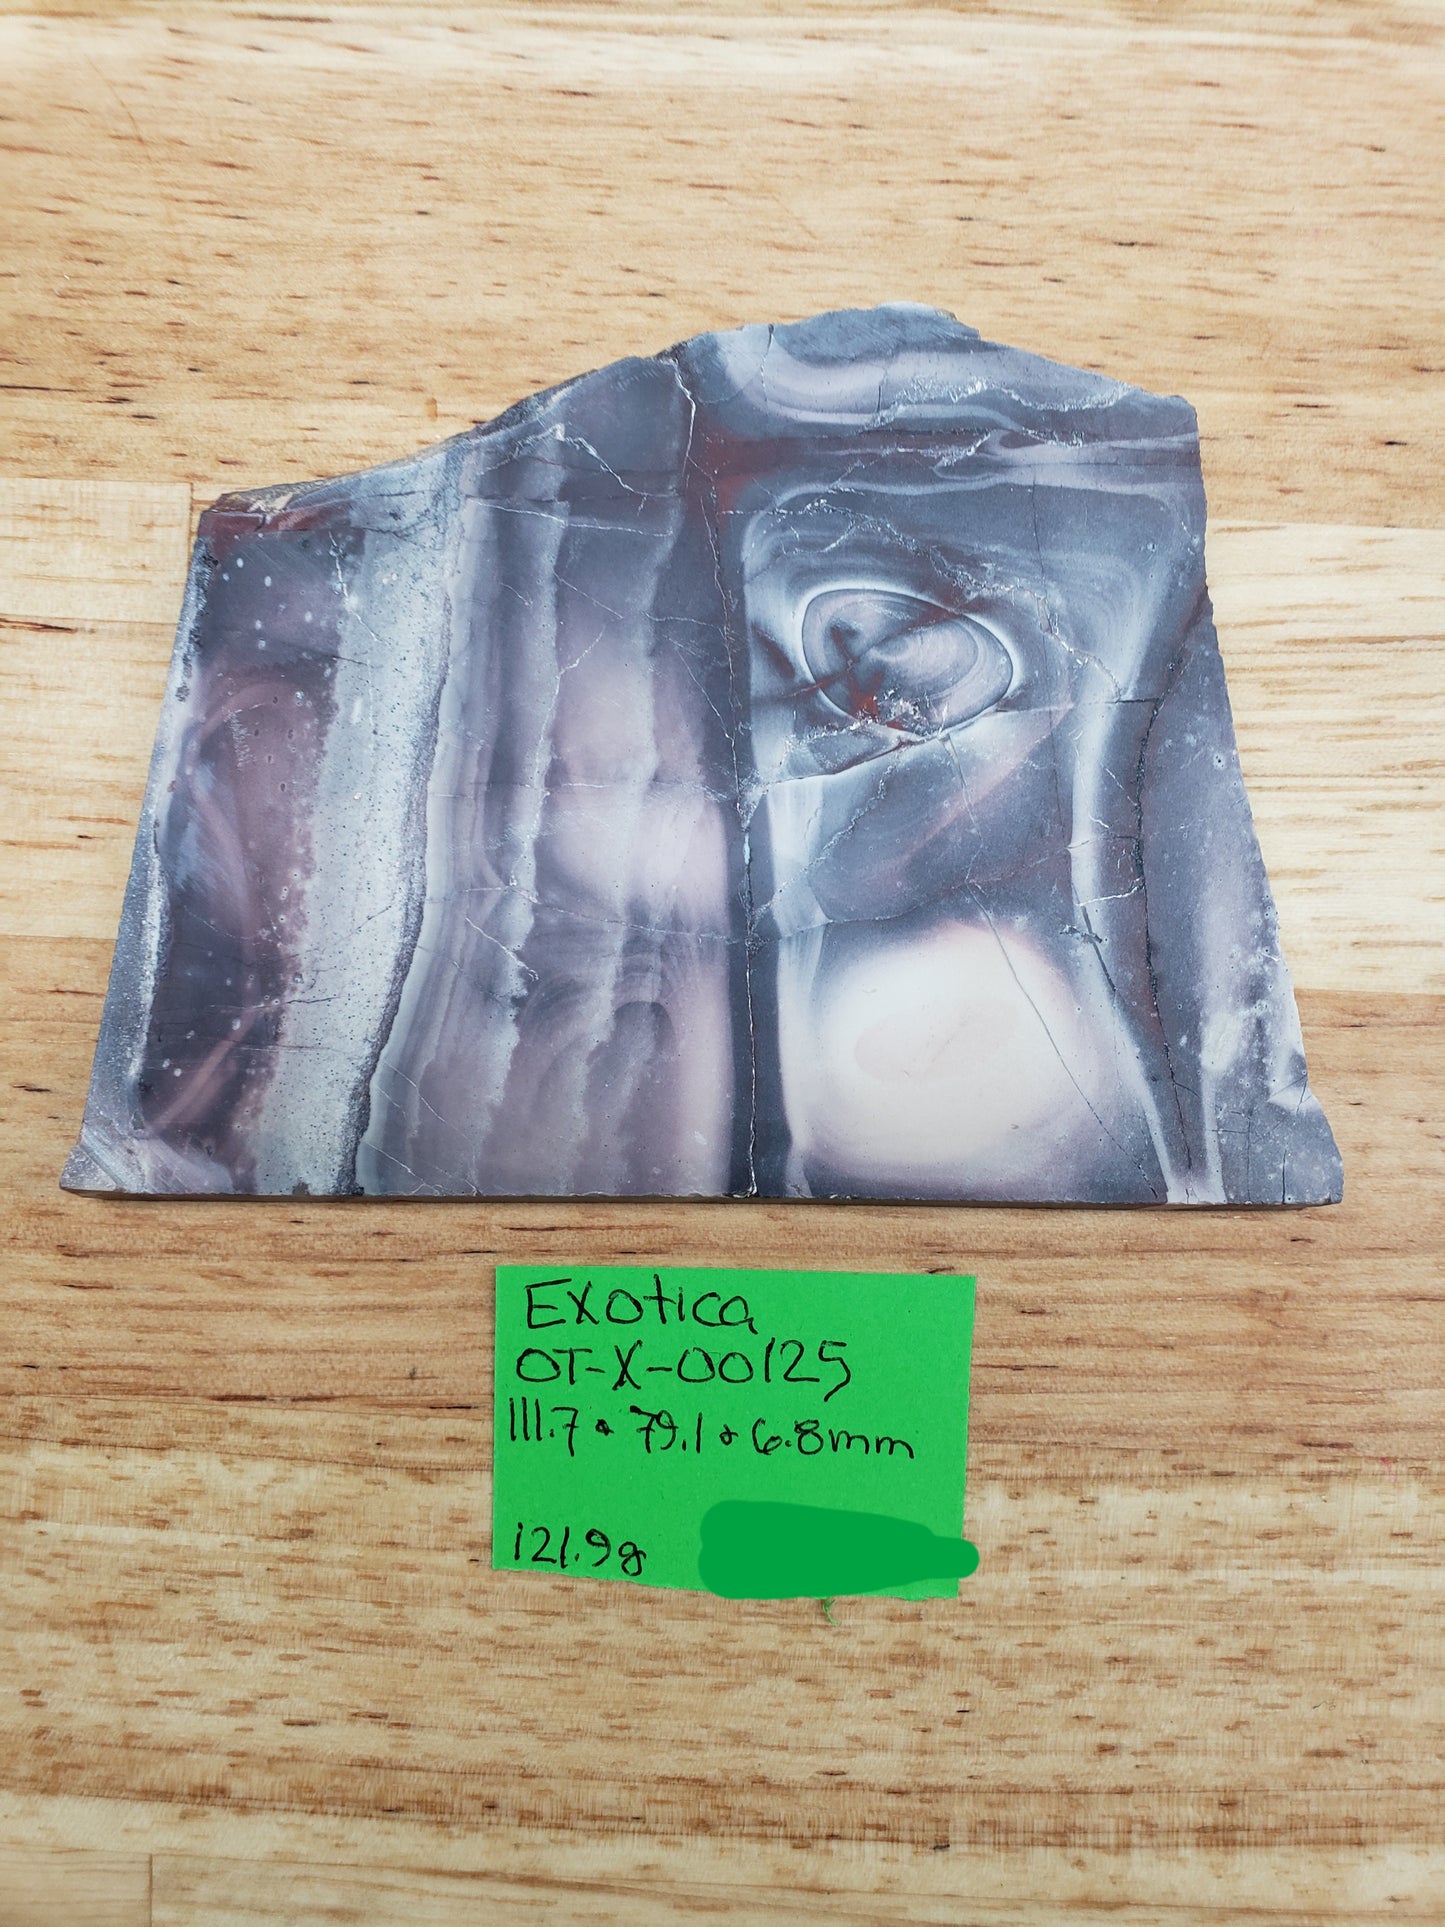 Exotica
OT-X-00125
111.7 * 79.1 * 6.8mm
121.9g